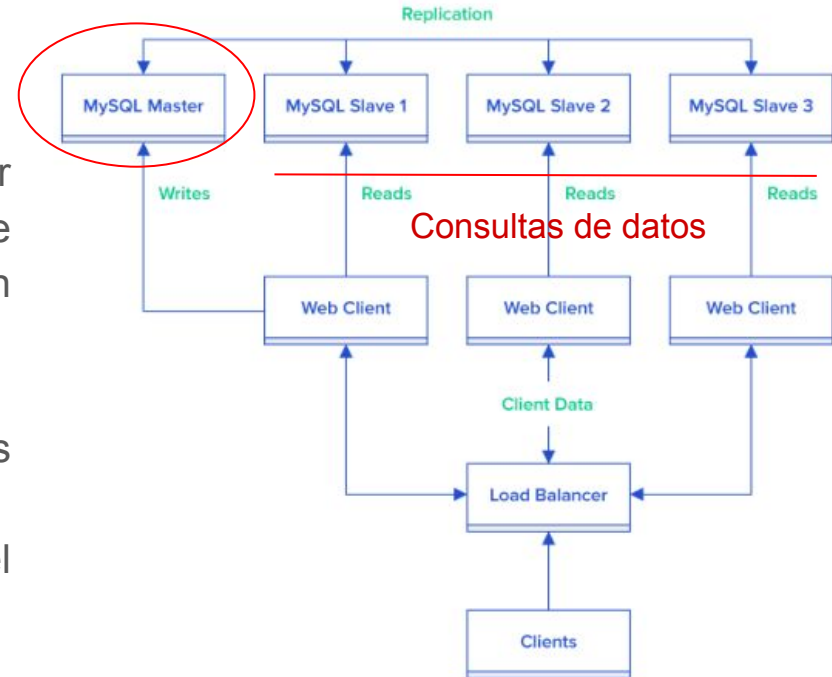 Replication
MySQL Master MySQL Slave 1 MySQL Slave 2 MySQL Slave 3
r
Writes Reads Reads Reads
e
Consultas de datos
n
Web Client Web Client Web Client
Client Data
s
Load Balancer
el
Clients